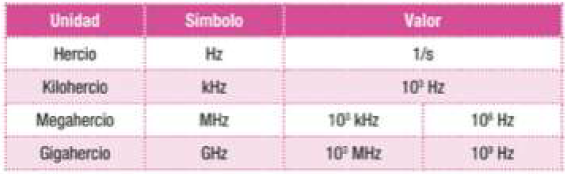 Unidad Símbolo Valor
Hercio Hz 1/s
Kilohercio kHz 10³ Hz
Megahercio MHz 10³ kHz 10⁶ Hz
Gigahercio GHz 10³ MHz 10⁹ Hz